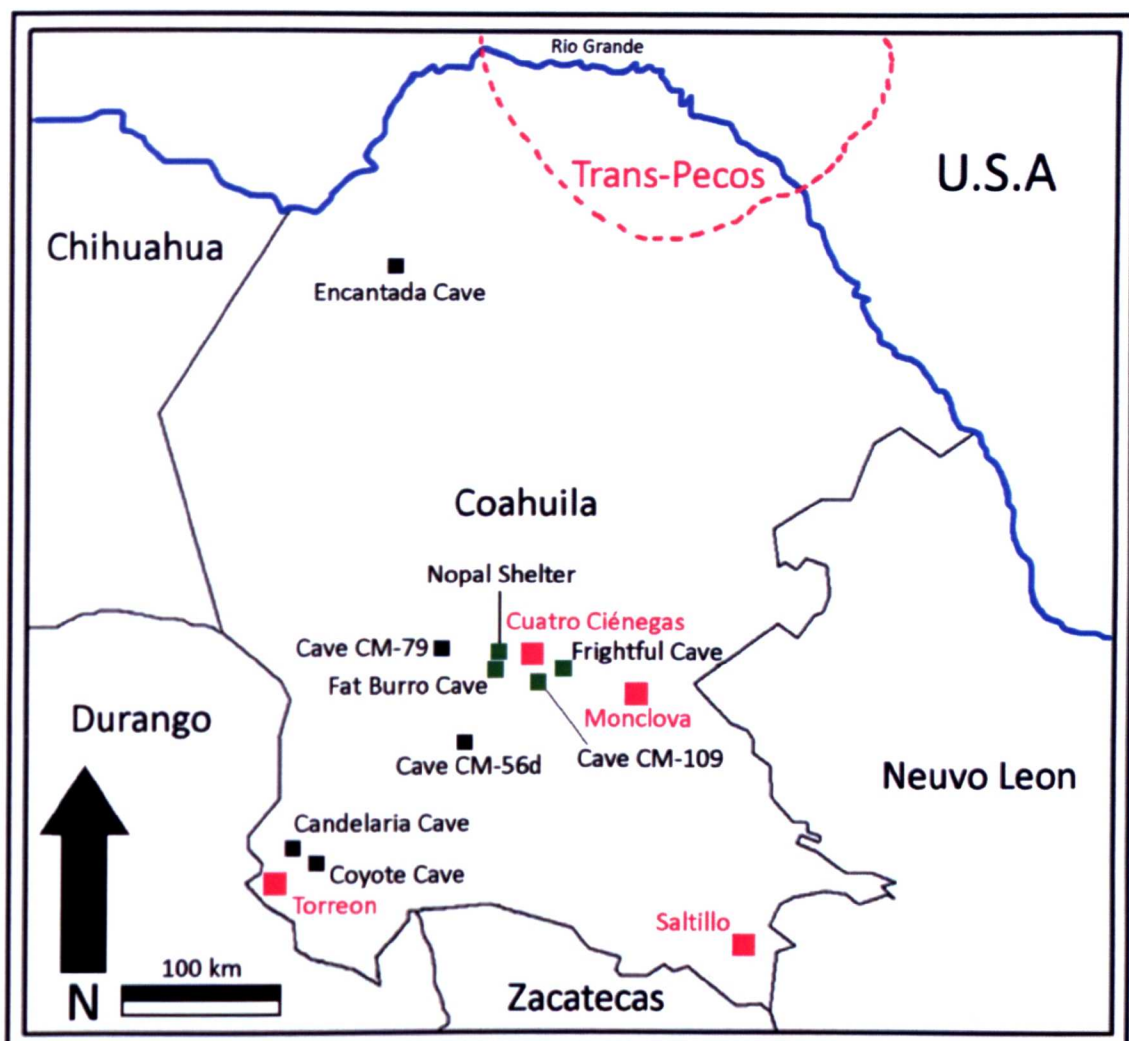 Rio Grande
Trans-Pecos
U.S.A
Chihuahua
Encantada Cave
Coahuila
Nopal Shelter
Cuatro Ciénegas
Cave CM-79
Frightful Cave
Fat Burro Cave
Durango
Monclova
Cave CM-56d
Cave CM-109
Neuvo Leon
Candelaria Cave
Coyote Cave
Torreon
Saltillo
100 km
N
Zacatecas